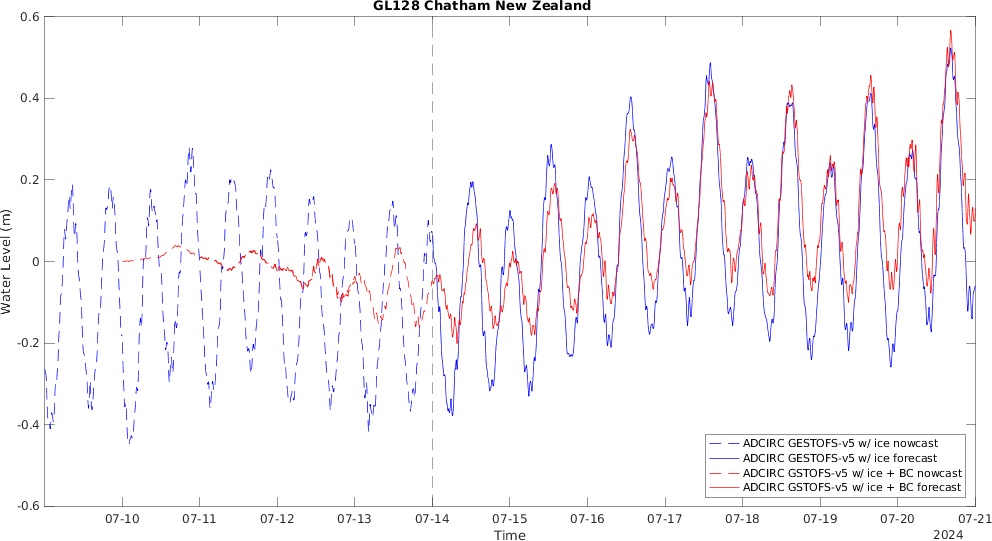 GL128 Chatham New Zealand
0.6
0.4
0.2
0
-0.2
-0.4
-0.6
Water Level (m)
ADCIRC GESTOFS-v5 w/ ice nowcast
ADCIRC GESTOFS-v5 w/ ice forecast
ADCIRC GSTOFS-v5 w/ ice + BC nowcast
ADCIRC GSTOFS-v5 w/ ice + BC forecast
07-10 07-11 07-12 07-13 07-14 07-15 07-16 07-17 07-18 07-19 07-20 07-21
Time
2024